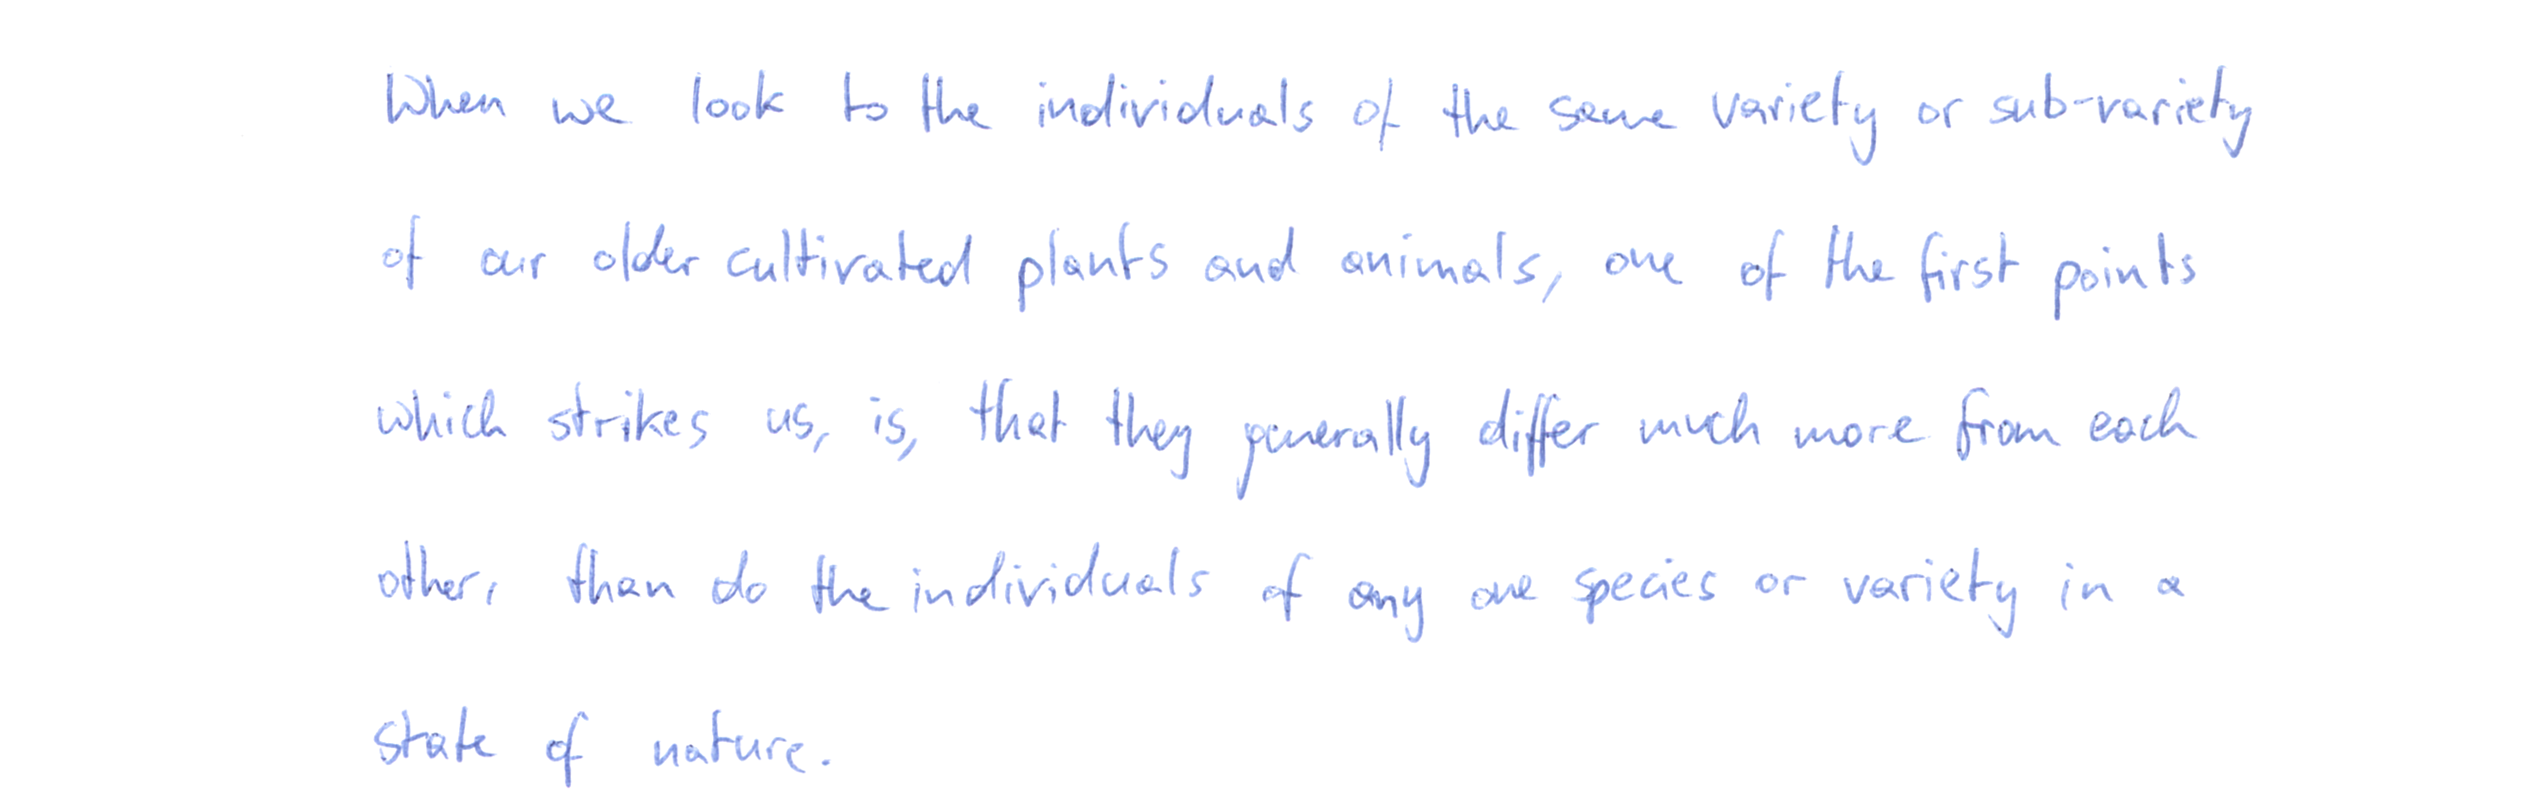 When we look to the individuals of the same variety or sub-variety
of our older cultivated plants and animals, one of the first points
which strikes us, is, that they generally differ much more from each
other, than do the individuals of any one species or variety in a
state of nature.